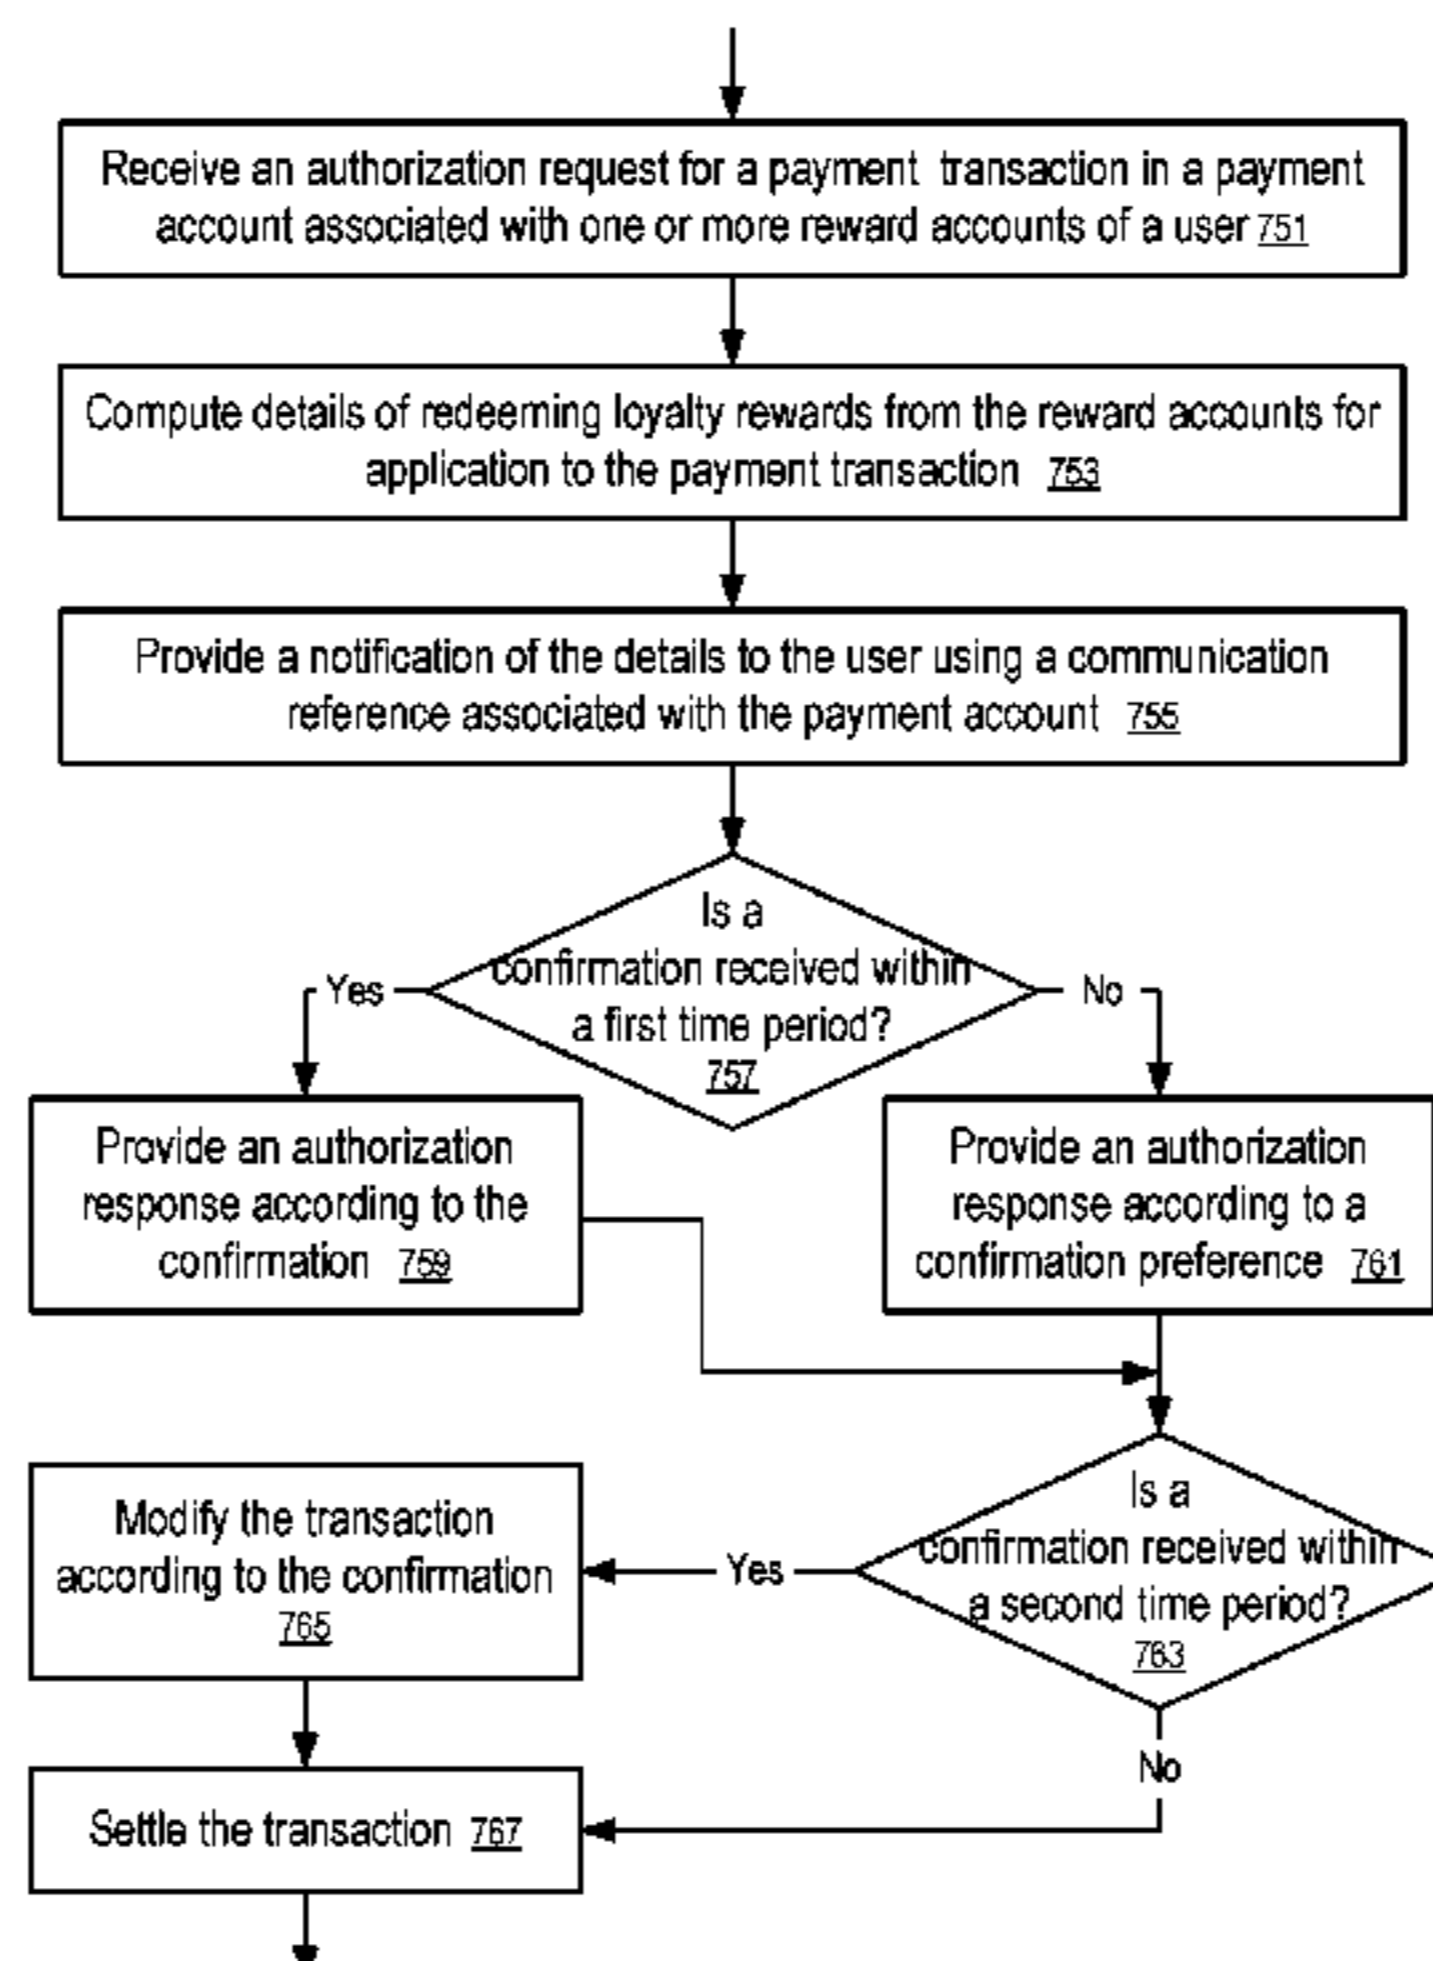 Receive an authorization request for a payment transaction in a payment
account associated with one or more reward accounts of a user 751
Compute details of redeeming loyalty rewards from the reward accounts for
application to the payment transaction 753
Provide a notification of the details to the user using a communication
reference associated with the payment account 755
Is a
confirmation received within
a first time period?
757
Yes
No
Provide an authorization
response according to the
confirmation 759
Provide an authorization
response according to a
confirmation preference 761
Is a
confirmation received within
a second time period?
763
Yes
Modify the transaction
according to the confirmation
765
No
Settle the transaction 767